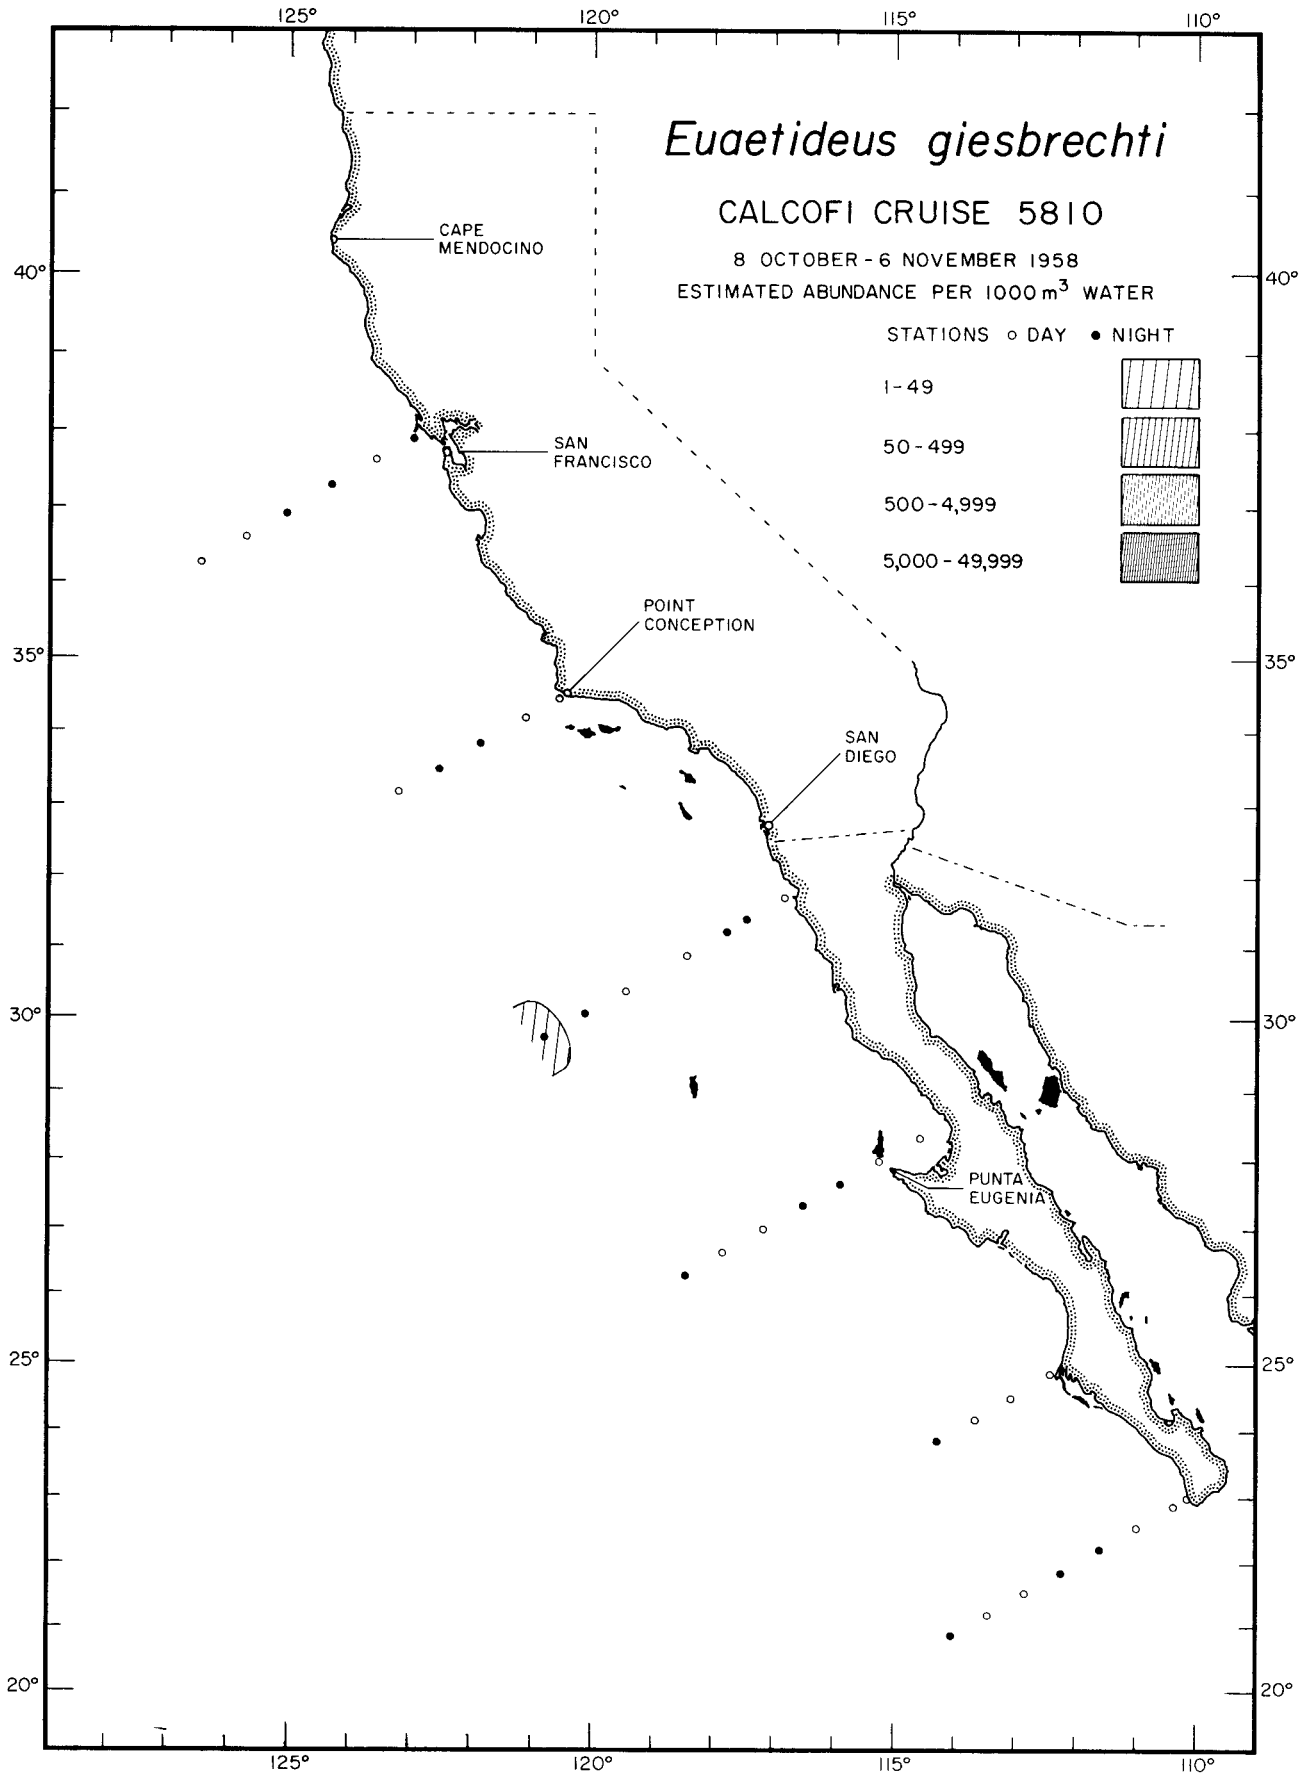 125° 120° 115° 110°
Euaetideus giesbrechti
CALCOFI CRUISE 5810
8 OCTOBER - 6 NOVEMBER 1958
ESTIMATED ABUNDANCE PER 1000 m³ WATER
STATIONS ○ DAY ● NIGHT
1-49
50-499
500-4,999
5,000-49,999
CAPE
MENDOCINO
40° 40°
SAN
FRANCISCO
POINT
CONCEPTION
35° 35°
SAN
DIEGO
30° 30°
PUNTA
EUGENIA
25° 25°
20° 20°
125° 120° 115° 110°